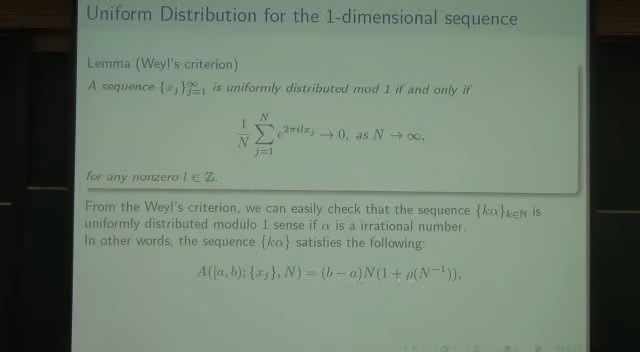 Uniform Distribution for the 1-dimensional sequence
Lemma (Weyl's criterion)
A sequence {x_j}_{j=1}^∞ is uniformly distributed mod 1 if and only if
1/N ∑_{j=1}^{N} e^{2πilx_j} → 0, as N → ∞,
for any nonzero l ∈ ℤ.
From the Weyl's criterion, we can easily check that the sequence {kα}_{k∈ℕ} is
uniformly distributed modulo 1 sense if α is a irrational number.
In other words, the sequence {kα} satisfies the following:
A([a, b); {x_j}, N) = (b − a)N(1 + ρ(N^{−1})).